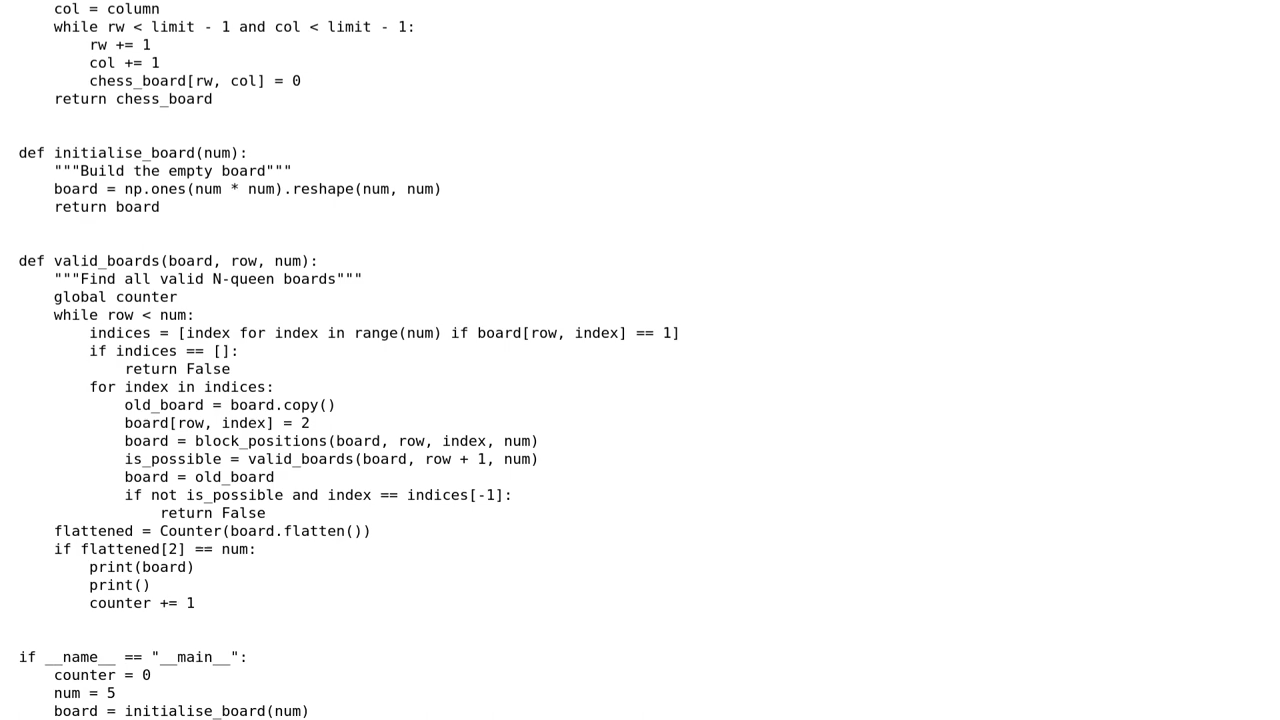 col = column
    while rw < limit - 1 and col < limit - 1:
        rw += 1
        col += 1
        chess_board[rw, col] = 0
    return chess_board


def initialise_board(num):
    """Build the empty board"""
    board = np.ones(num * num).reshape(num, num)
    return board


def valid_boards(board, row, num):
    """Find all valid N-queen boards"""
    global counter
    while row < num:
        indices = [index for index in range(num) if board[row, index] == 1]
        if indices == []:
            return False
        for index in indices:
            old_board = board.copy()
            board[row, index] = 2
            board = block_positions(board, row, index, num)
            is_possible = valid_boards(board, row + 1, num)
            board = old_board
            if not is_possible and index == indices[-1]:
                return False
    flattened = Counter(board.flatten())
    if flattened[2] == num:
        print(board)
        print()
        counter += 1


if __name__ == "__main__":
    counter = 0
    num = 5
    board = initialise_board(num)